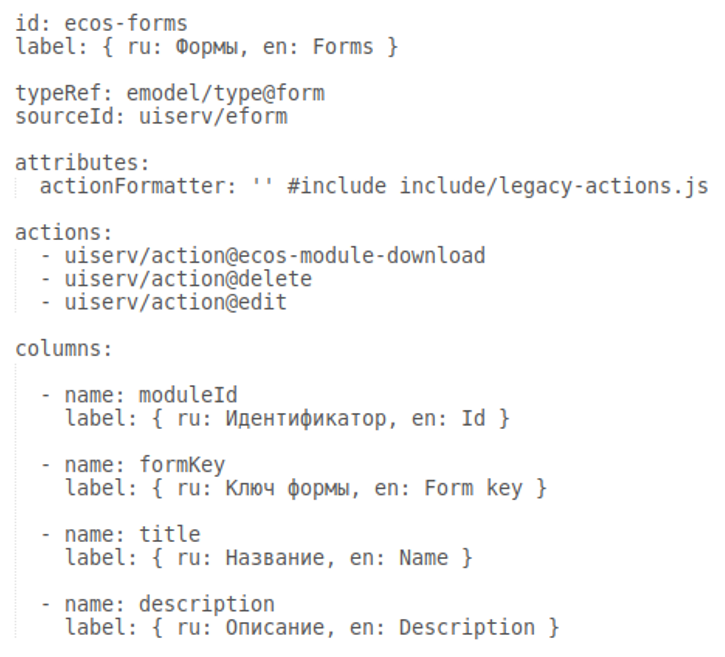 id: ecos-forms
label: { ru: Формы, en: Forms }

typeRef: emodel/type@form
sourceId: uiserv/eform

attributes:
  actionFormatter: '' #include include/legacy-actions.js

actions:
  - uiserv/action@ecos-module-download
  - uiserv/action@delete
  - uiserv/action@edit

columns:

  - name: moduleId
    label: { ru: Идентификатор, en: Id }

  - name: formKey
    label: { ru: Ключ формы, en: Form key }

  - name: title
    label: { ru: Название, en: Name }

  - name: description
    label: { ru: Описание, en: Description }